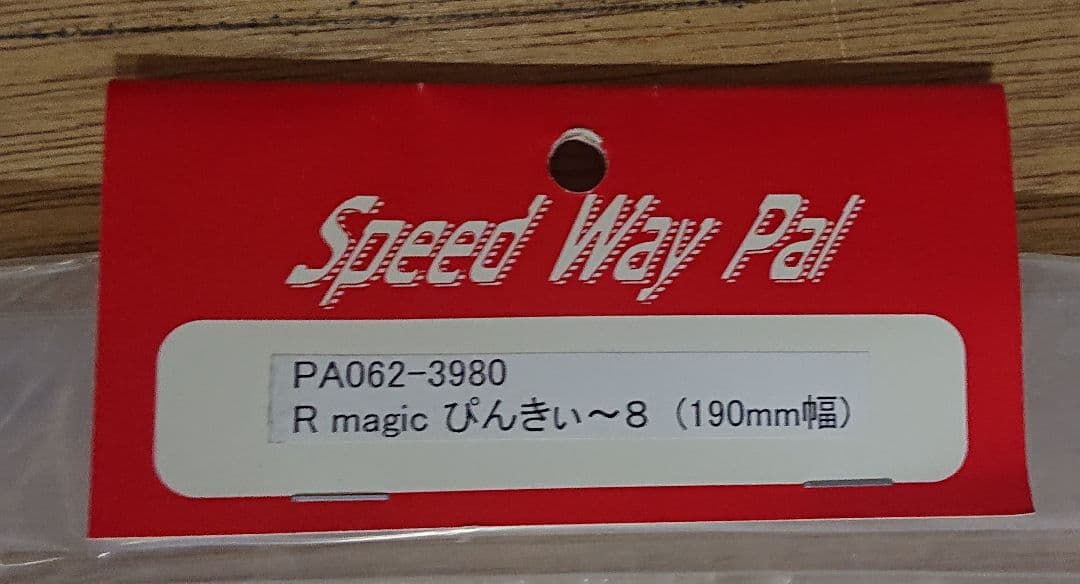 Speed Way Pal
PA062-3980
R magic ぴんきぃ～8（190mm幅）